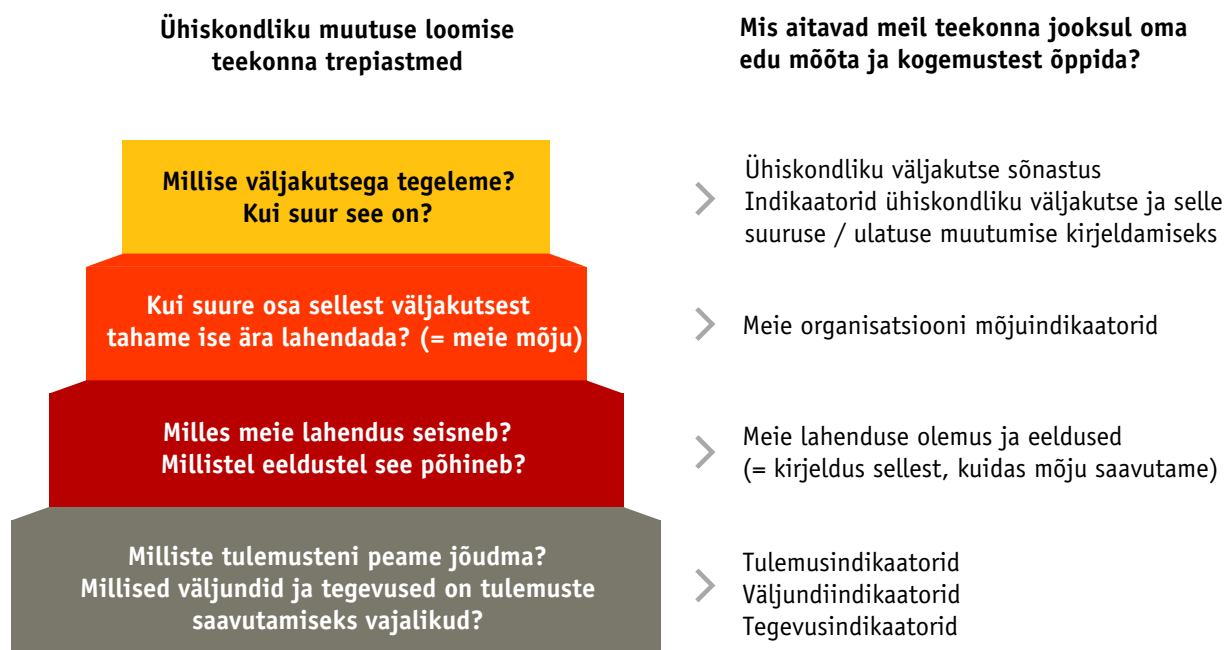 Ühiskondliku muutuse loomise
teekonna trepiastmed
Mis aitavad meil teekonna jooksul oma
edu mõõta ja kogemustest õppida?
Millise väljakutsega tegeleme?
Kui suur see on?
Ühiskondliku väljakutse sõnastus
Indikaatorid ühiskondliku väljakutse ja selle
suuruse / ulatuse muutumise kirjeldamiseks
Kui suure osa sellest väljakutsest
tahame ise ära lahendada? (= meie mõju)
Meie organisatsiooni mõjuindikaatorid
Milles meie lahendus seisneb?
Millistel eeldustel see põhineb?
Meie lahenduse olemus ja eeldused
(= kirjeldus sellest, kuidas mõju saavutame)
Milliste tulemusteni peame jõudma?
Millised väljundid ja tegevused on tulemuste
saavutamiseks vajalikud?
Tulemusindikaatorid
Väljundiindikaatorid
Tegevusindikaatorid